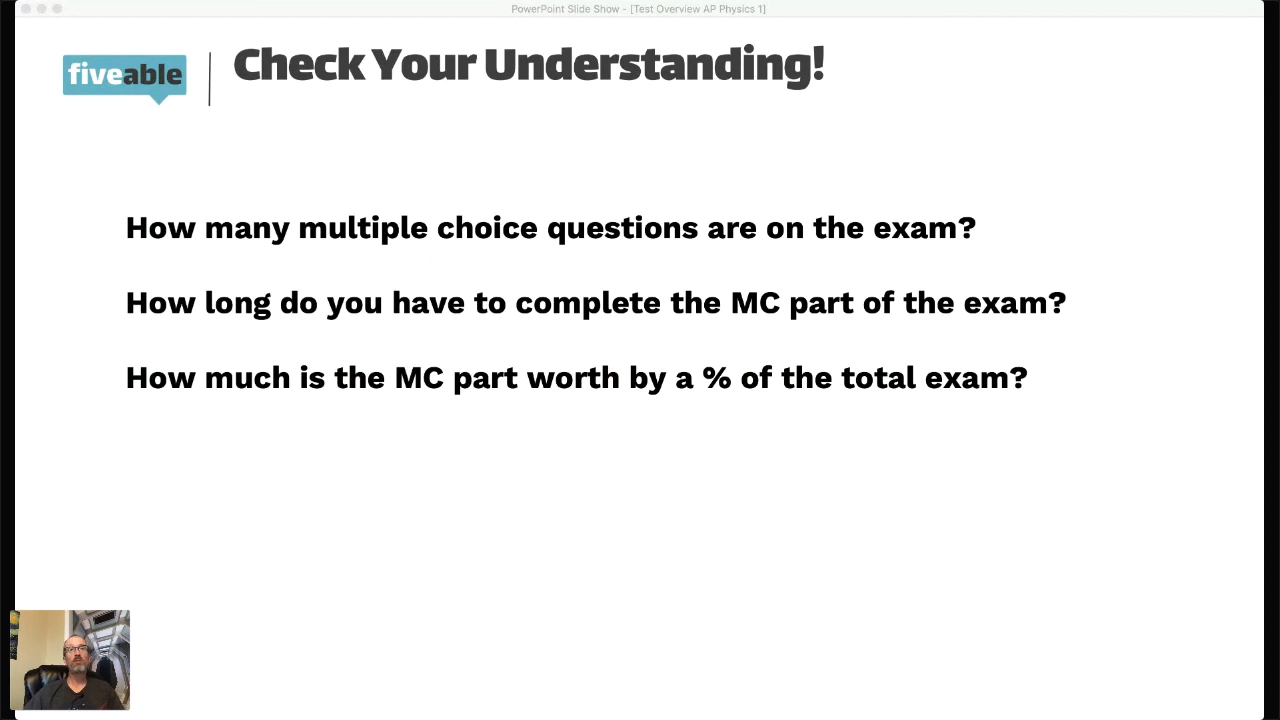 PowerPoint Slide Show - [Test Overview AP Physics 1]
fiveable
Check Your Understanding!
How many multiple choice questions are on the exam?
How long do you have to complete the MC part of the exam?
How much is the MC part worth by a % of the total exam?